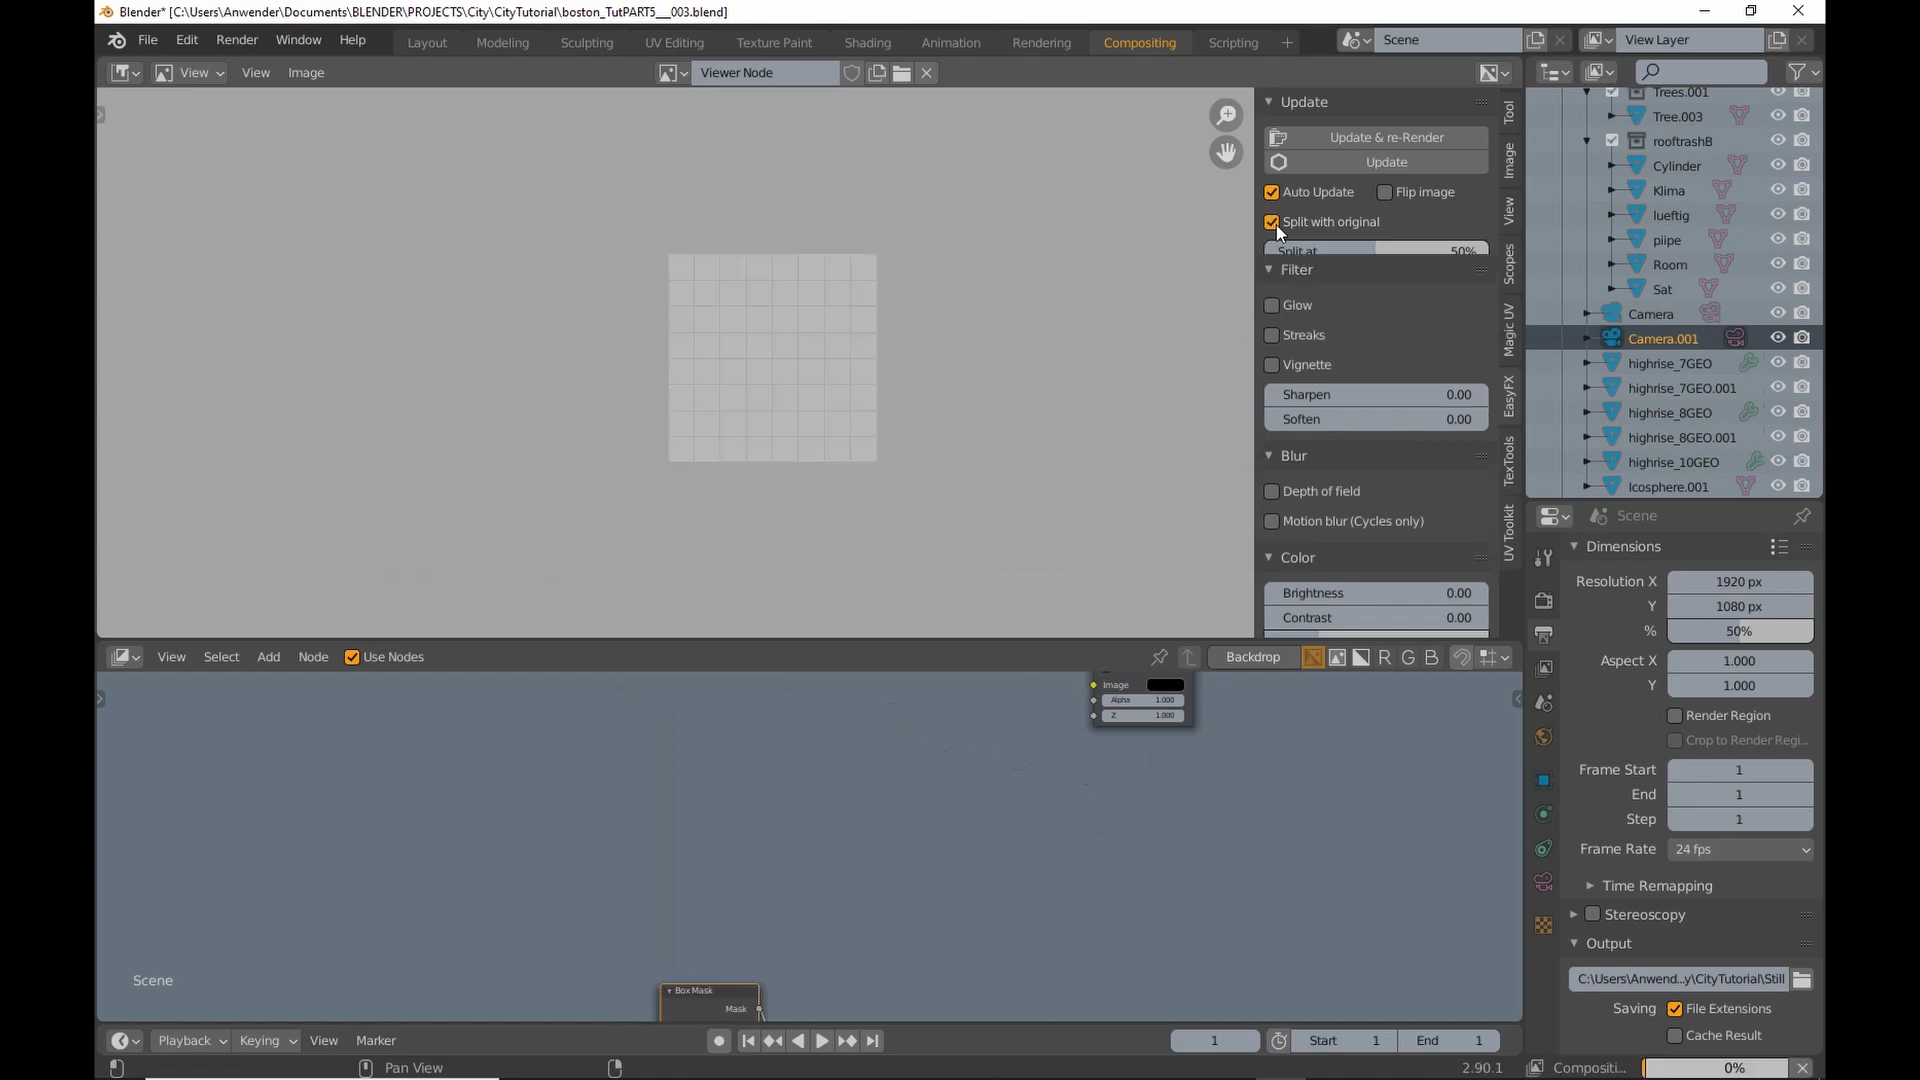 Blender* [C:\Users\Anwender\Documents\BLENDER\PROJECTS\City\CityTutorial\boston_TutPART5__003.blend]
File Edit Render Window Help Layout Modeling Sculpting UV Editing Texture Paint Shading Animation Rendering Compositing Scripting + Scene View Layer
View View Image Viewer Node
Update
Update & re-Render
Update
Auto Update Flip image
Split with original
Split at 50%
Filter
Glow
Streaks
Vignette
Sharpen 0.00
Soften 0.00
Blur
Depth of field
Motion blur (Cycles only)
Color
Brightness 0.00
Contrast 0.00
Tool
Image
View
Scopes
Magic UV
EasyFX
TexTools
UV Toolkit
Trees.001
Tree.003
rooftrashB
Cylinder
Klima
lueftig
piipe
Room
Sat
Camera
Camera.001
highrise_7GEO
highrise_7GEO.001
highrise_8GEO
highrise_8GEO.001
highrise_10GEO
Icosphere.001
Scene
Dimensions
Resolution X 1920 px
Y 1080 px
% 50%
Aspect X 1.000
Y 1.000
Render Region
Crop to Render Regi...
Frame Start 1
End 1
Step 1
Frame Rate 24 fps
Time Remapping
Stereoscopy
Output
C:\Users\Anwend...y\CityTutorial\Still
Saving File Extensions
Cache Result
View Select Add Node Use Nodes Backdrop R G B
Image
Alpha 1.000
Z 1.000
Scene
Box Mask
Mask
Playback Keying View Marker 1 Start 1 End 1
Pan View 2.90.1 Compositi... 0%